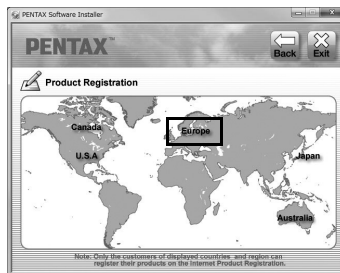 PENTAX Software Installer
PENTAX™
Back
Exit
Product Registration
Canada
Europe
U.S.A
Japan
Australia
Note: Only the customers of displayed countries and region can
register their products on the Internet Product Registration.